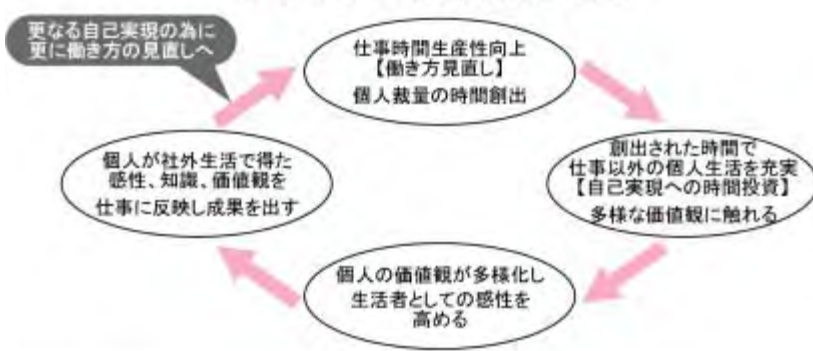 更なる自己実現の為に
更に働き方の見直しへ
仕事時間生産性向上
【働き方見直し】
個人裁量の時間創出
創出された時間で
仕事以外の個人生活を充実
【自己実現への時間投資】
多様な価値観に触れる
個人の価値観が多様化し
生活者としての感性を
高める
個人が社外生活で得た
感性、知識、価値観を
仕事に反映し成果を出す